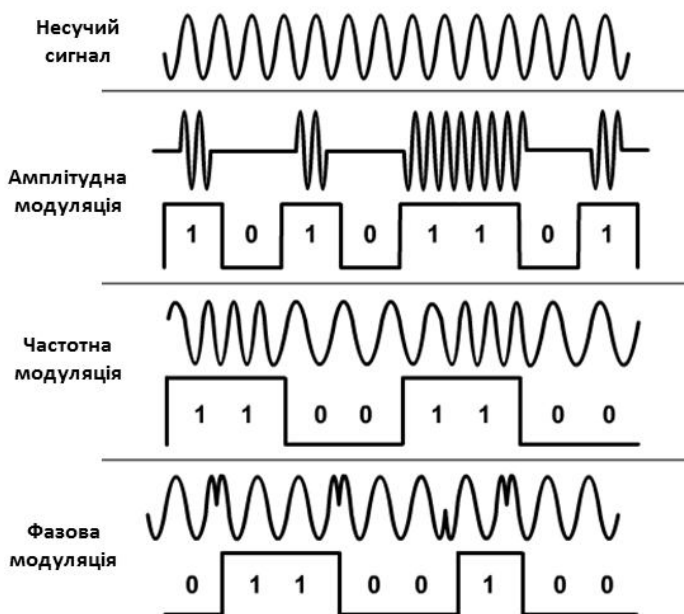 Несучий
сигнал
Амплітудна
модуляція
1 0 1 0 1 1 0 1
Частотна
модуляція
1 1 0 0 1 1 0 0
Фазова
модуляція
0 1 1 0 0 1 0 0